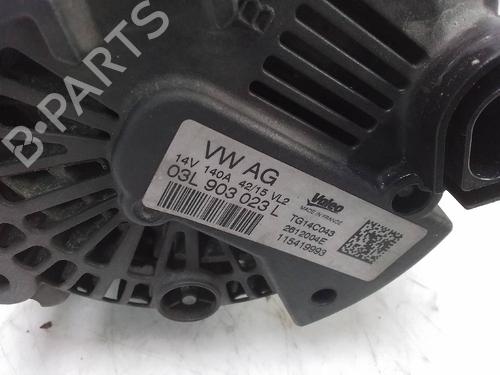 B-PARTS
VW AG
14V 140A 42/15 VL2
03L 903 023 L
Valeo
MADE IN FRANCE
TG14C043
2612004E
115419993